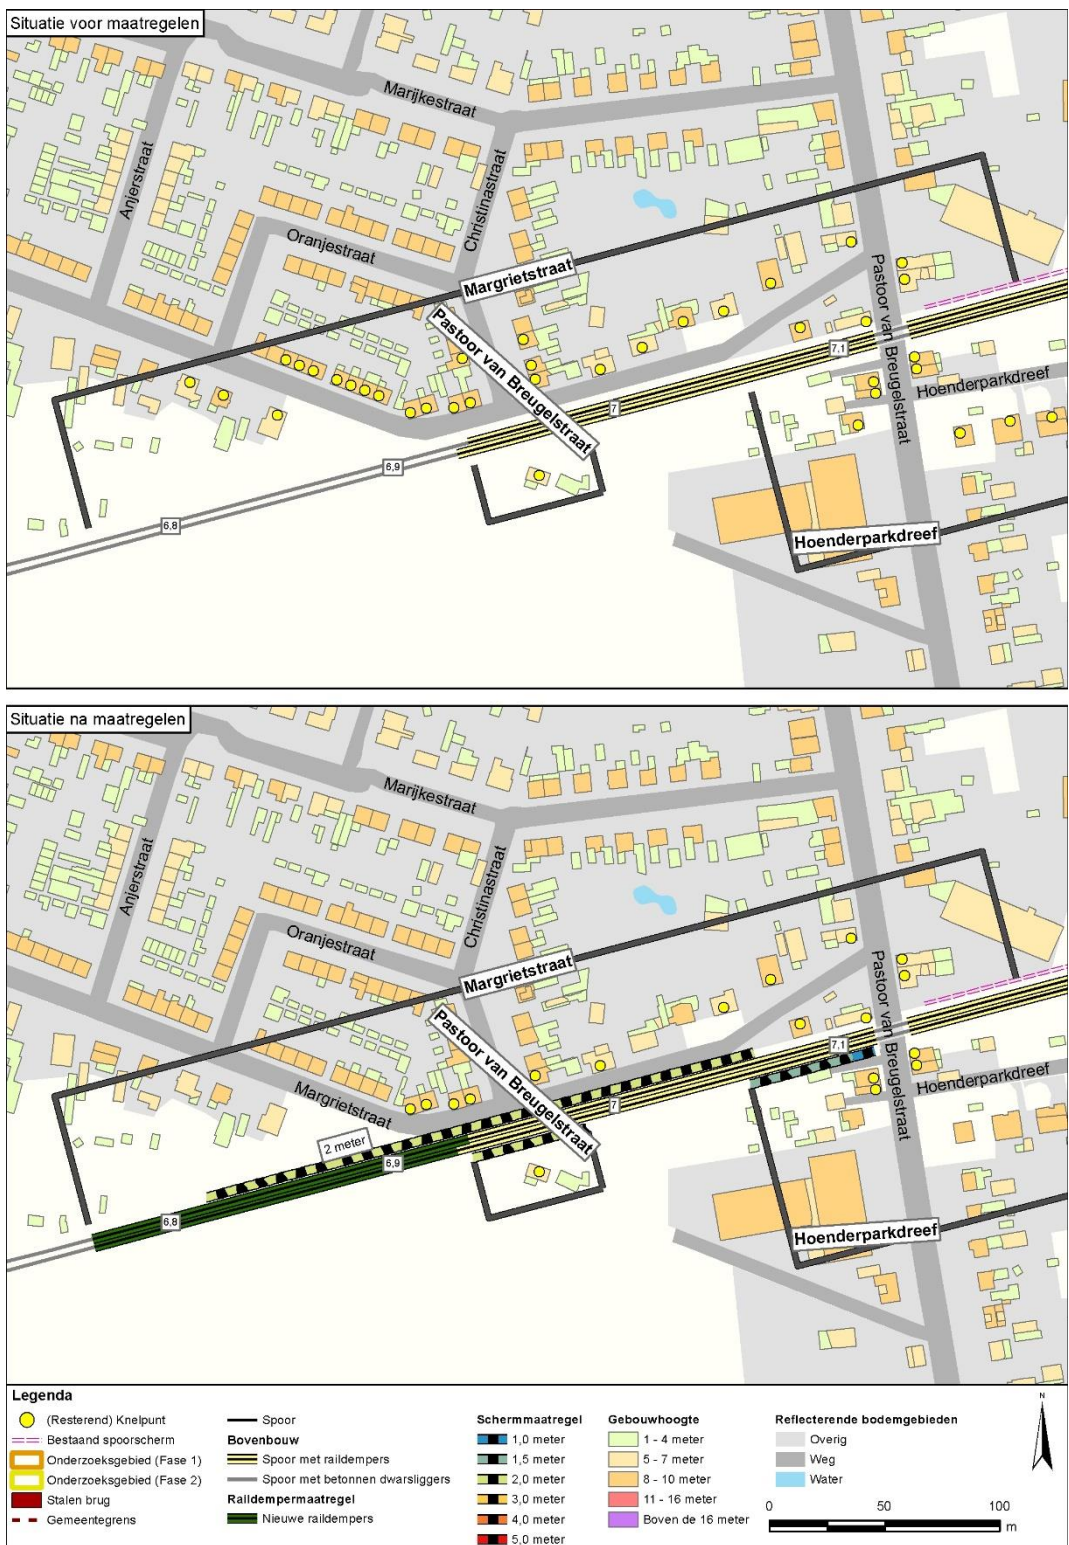 Situatie voor maatregelen
Marijkestraat
Anjerstraat
Christinastraat
Oranjestraat
Margrietstraat
Pastoor van Breugelstraat
Pastoor van Breugelstraat
7,1
Hoenderparkdreef
7
6,9
6,8
Hoenderparkdreef
Situatie na maatregelen
Marijkestraat
Anjerstraat
Christinastraat
Oranjestraat
Margrietstraat
Pastoor van Breugelstraat
Pastoor van Breugelstraat
7,1
Hoenderparkdreef
Margrietstraat
7
2 meter
6,9
6,8
Hoenderparkdreef
Legenda
(Resterend) Knelpunt
Bestaand spoorscherm
Onderzoeksgebied (Fase 1)
Onderzoeksgebied (Fase 2)
Stalen brug
Gemeentegrens
Spoor
Bovenbouw
Spoor met raildempers
Spoor met betonnen dwarsliggers
Raildempermaatregel
Nieuwe raildempers
Schermmaatregel
1,0 meter
1,5 meter
2,0 meter
3,0 meter
4,0 meter
5,0 meter
Gebouwhoogte
1 - 4 meter
5 - 7 meter
8 - 10 meter
11 - 16 meter
Boven de 16 meter
Reflecterende bodemgebieden
Overig
Weg
Water
N
0 50 100
m